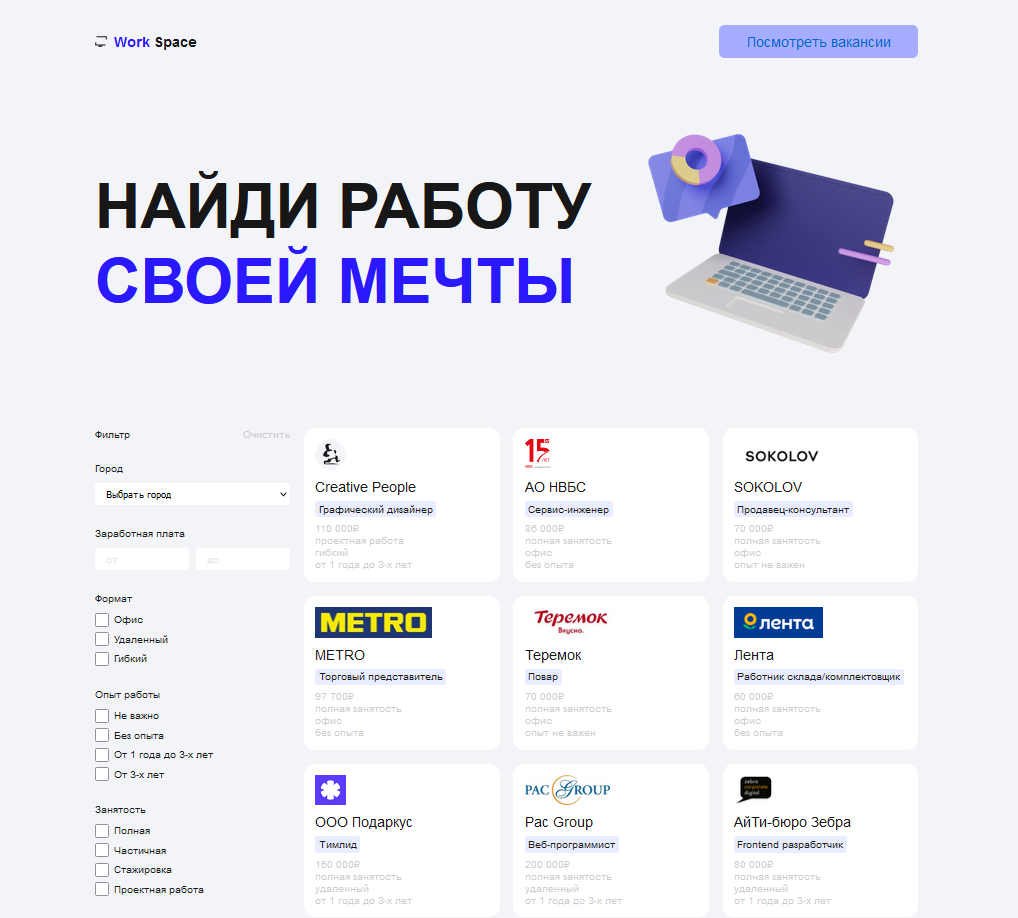 Work Space
Посмотреть вакансии
НАЙДИ РАБОТУ
СВОЕЙ МЕЧТЫ
Фильтр
Очистить
Город
Выбрать город
Заработная плата
от
до
Формат
Офис
Удаленный
Гибкий
Опыт работы
Не важно
Без опыта
От 1 года до 3-х лет
От 3-х лет
Занятость
Полная
Частичная
Стажировка
Проектная работа
Creative People
Графический дизайнер
110 000₽
проектная работа
гибкий
от 1 года до 3-х лет
15
ЛЕТ
АО НВБС
Сервис-инженер
86 000₽
полная занятость
офис
без опыта
SOKOLOV
SOKOLOV
Продавец-консультант
70 000₽
полная занятость
офис
опыт не важен
METRO
METRO
Торговый представитель
97 700₽
полная занятость
офис
без опыта
Теремок
Вкусно.
Теремок
Повар
70 000₽
полная занятость
офис
опыт не важен
лента
Лента
Работник склада/комплектовщик
60 000₽
полная занятость
офис
без опыта
ООО Подаркус
Тимлид
150 000₽
полная занятость
удаленный
от 1 года до 3-х лет
PAC GROUP
Pac Group
Веб-программист
200 000₽
полная занятость
удаленный
от 1 года до 3-х лет
zebra
corporate
digital
АйТи-бюро Зебра
Frontend разработчик
80 000₽
полная занятость
удаленный
от 1 года до 3-х лет